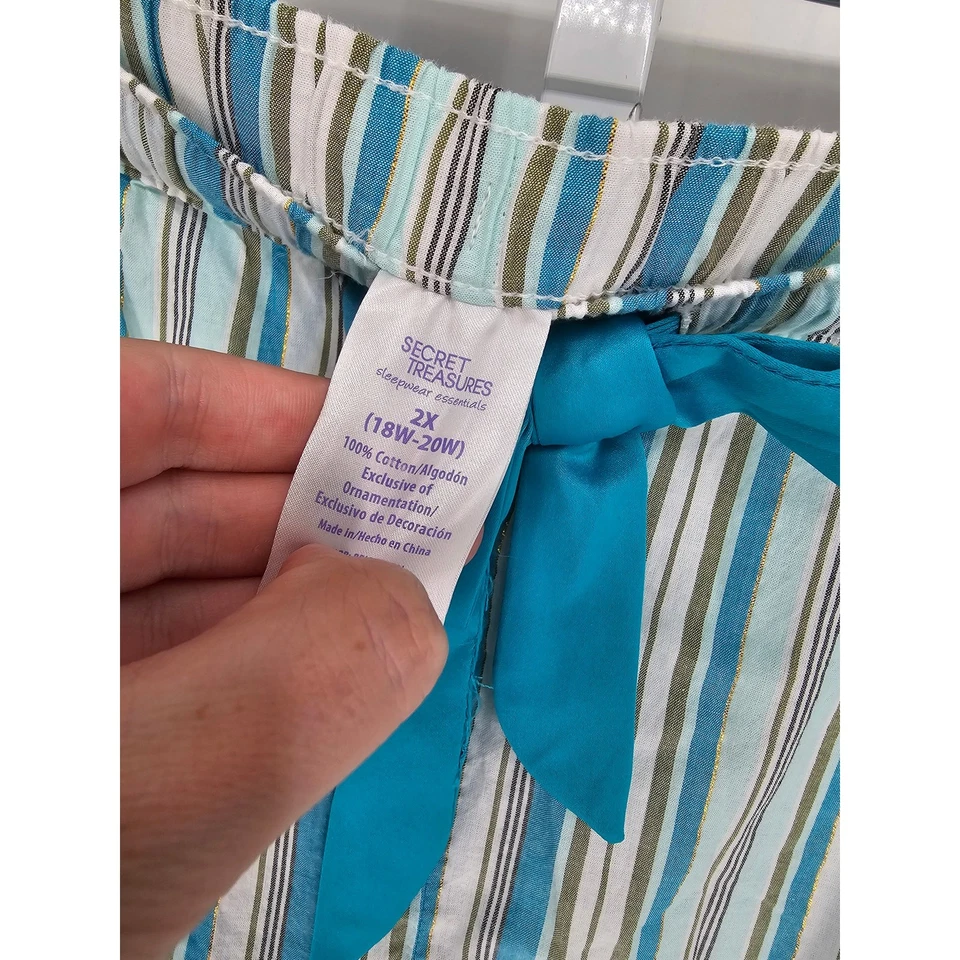 SECRET
TREASURES
sleepwear essentials
2X
(18W-20W)
100% Cotton/Algodón
Exclusive of
Ornamentation/
Exclusivo de Decoración
Made in/Hecho en China